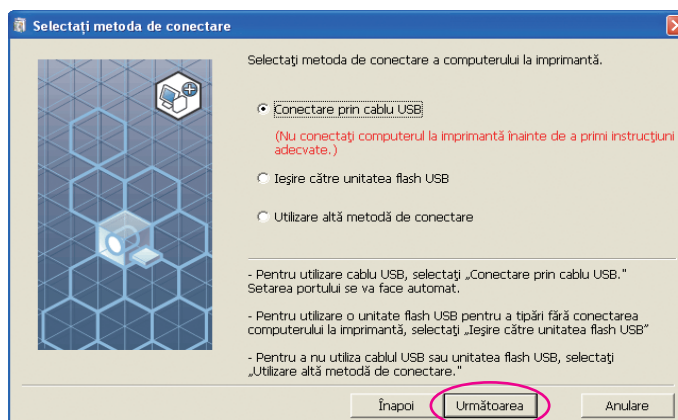 Selectați metoda de conectare
Selectaţi metoda de conectare a computerului la imprimantă.
Conectare prin cablu USB
(Nu conectaţi computerul la imprimantă înainte de a primi instrucţiuni
adecvate.)
Ieşire către unitatea flash USB
Utilizare altă metodă de conectare
- Pentru utilizare cablu USB, selectaţi „Conectare prin cablu USB."
Setarea portului se va face automat.
- Pentru utilizare o unitate flash USB pentru a tipări fără conectarea
computerului la imprimantă, selectaţi „Ieşire către unitatea flash USB”
- Pentru a nu utiliza cablul USB sau unitatea flash USB, selectaţi
„Utilizare altă metodă de conectare."
Înapoi Următoarea Anulare